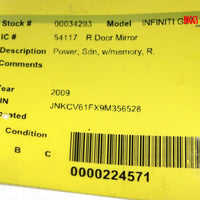 Stock # 00034293 Model INFINITI
IC # 54117 R Door Mirror
Description Power; Sdn, w/memory, R.
Comments
Year 2009
IN JNKCV61FX9M356528
Condition
B C
0000224571